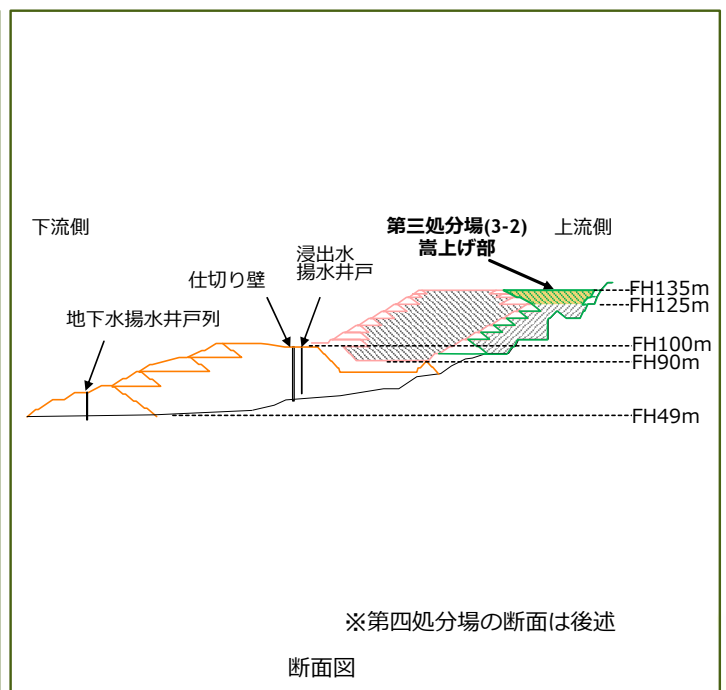 下流側
第三処分場(3-2)
嵩上げ部
上流側
浸出水
揚水井戸
仕切り壁
地下水揚水井戸列
FH135m
FH125m
FH100m
FH90m
FH49m
※第四処分場の断面は後述
断面図